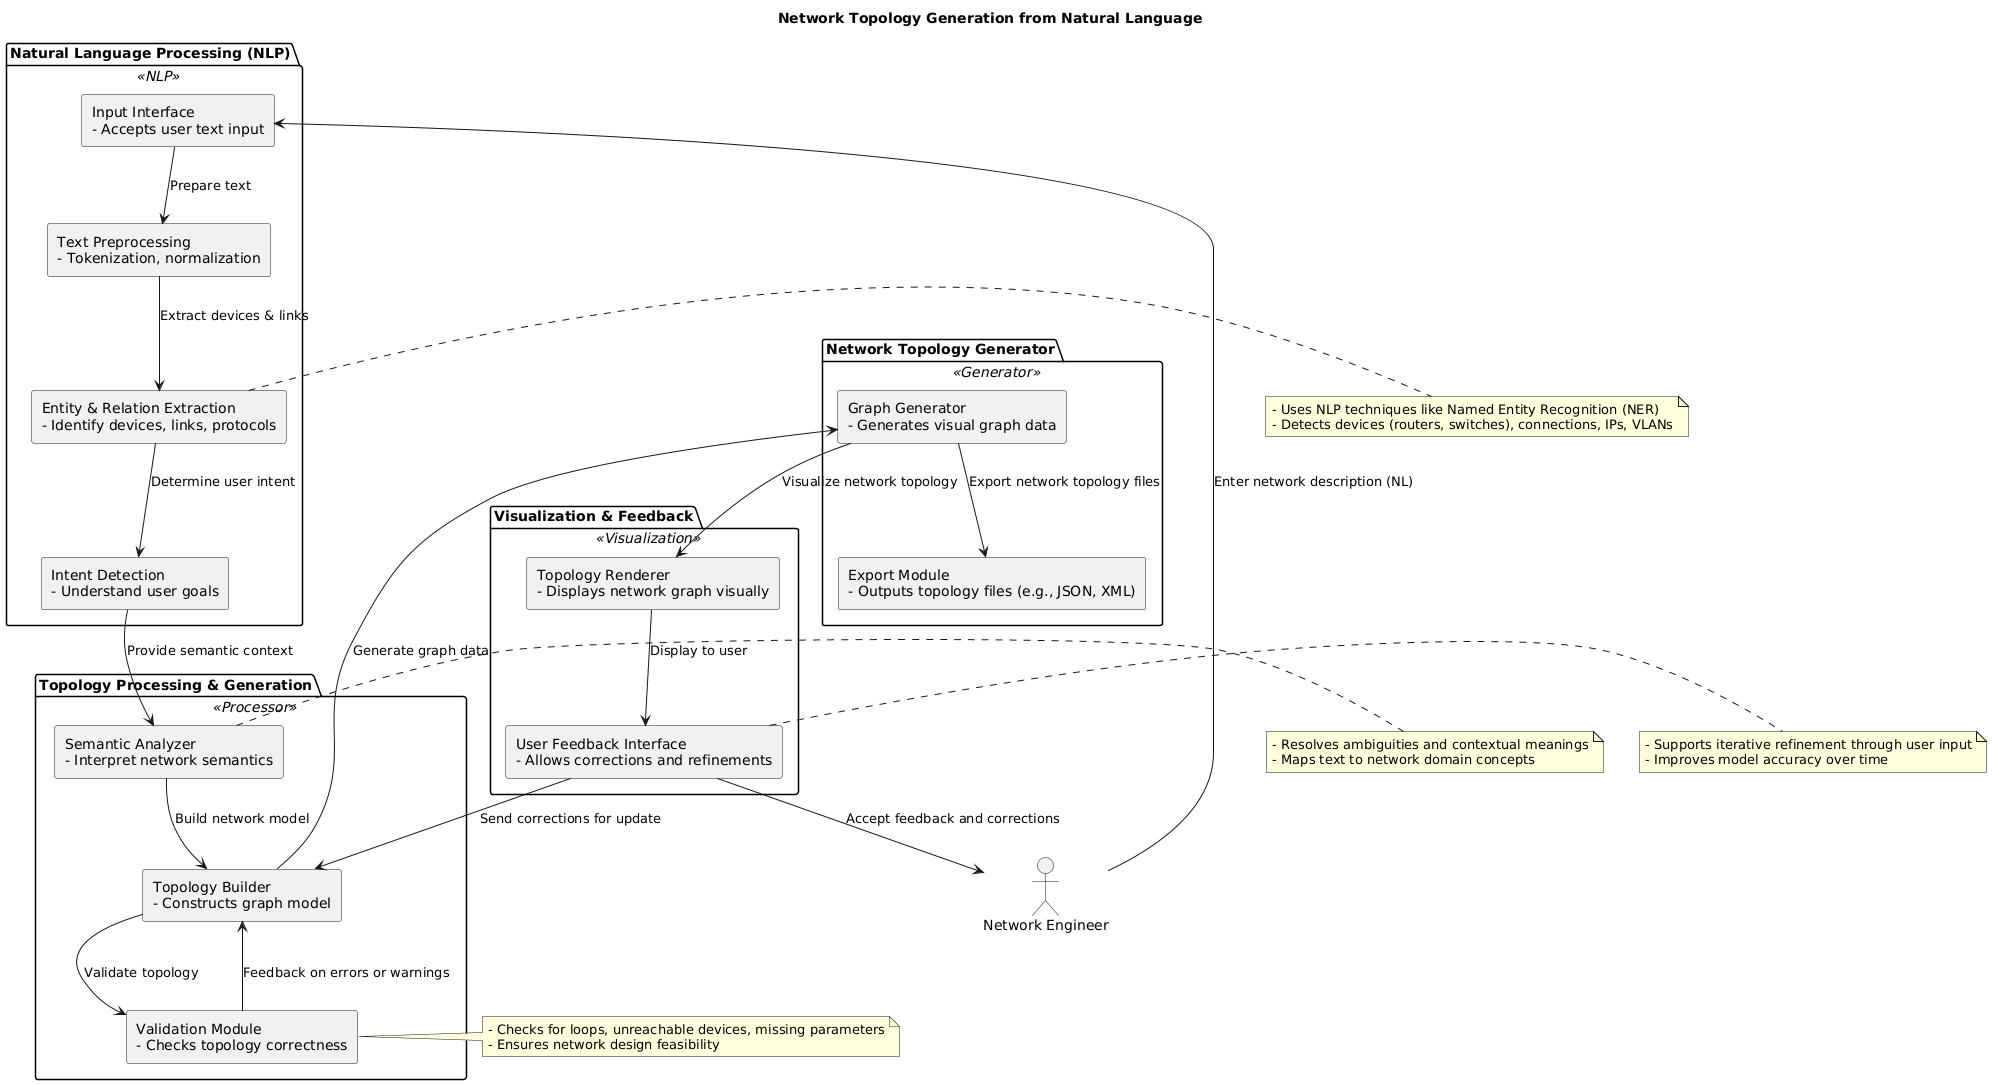 Network Topology Generation from Natural Language
Natural Language Processing (NLP)
«NLP»
Input Interface
- Accepts user text input
Prepare text
Text Preprocessing
- Tokenization, normalization
Extract devices & links
Entity & Relation Extraction
- Identify devices, links, protocols
Determine user intent
Intent Detection
- Understand user goals
Provide semantic context
Network Topology Generator
«Generator»
Graph Generator
- Generates visual graph data
Visualize network topology
Export network topology files
Export Module
- Outputs topology files (e.g., JSON, XML)
Enter network description (NL)
- Uses NLP techniques like Named Entity Recognition (NER)
- Detects devices (routers, switches), connections, IPs, VLANs
Visualization & Feedback
«Visualization»
Topology Renderer
- Displays network graph visually
Generate graph data
Display to user
User Feedback Interface
- Allows corrections and refinements
Send corrections for update
Accept feedback and corrections
- Resolves ambiguities and contextual meanings
- Maps text to network domain concepts
- Supports iterative refinement through user input
- Improves model accuracy over time
Topology Processing & Generation
«Processor»
Semantic Analyzer
- Interpret network semantics
Build network model
Topology Builder
- Constructs graph model
Network Engineer
Validate topology
Feedback on errors or warnings
Validation Module
- Checks topology correctness
- Checks for loops, unreachable devices, missing parameters
- Ensures network design feasibility